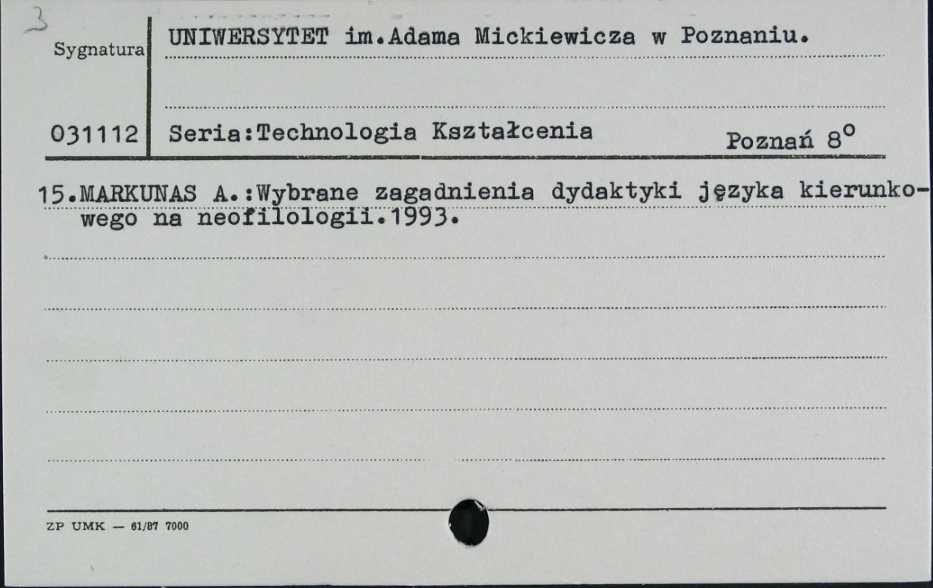 3
Sygnatura
UNIWERSYTET im.Adama Mickiewicza w Poznaniu.
031112
Seria:Technologia Kształcenia
Poznań 8º
15.MARKUNAS A.:Wybrane zagadnienia dydaktyki języka kierunko-
wego na neofilologii.1993.
ZP UMK — 61/87 7000